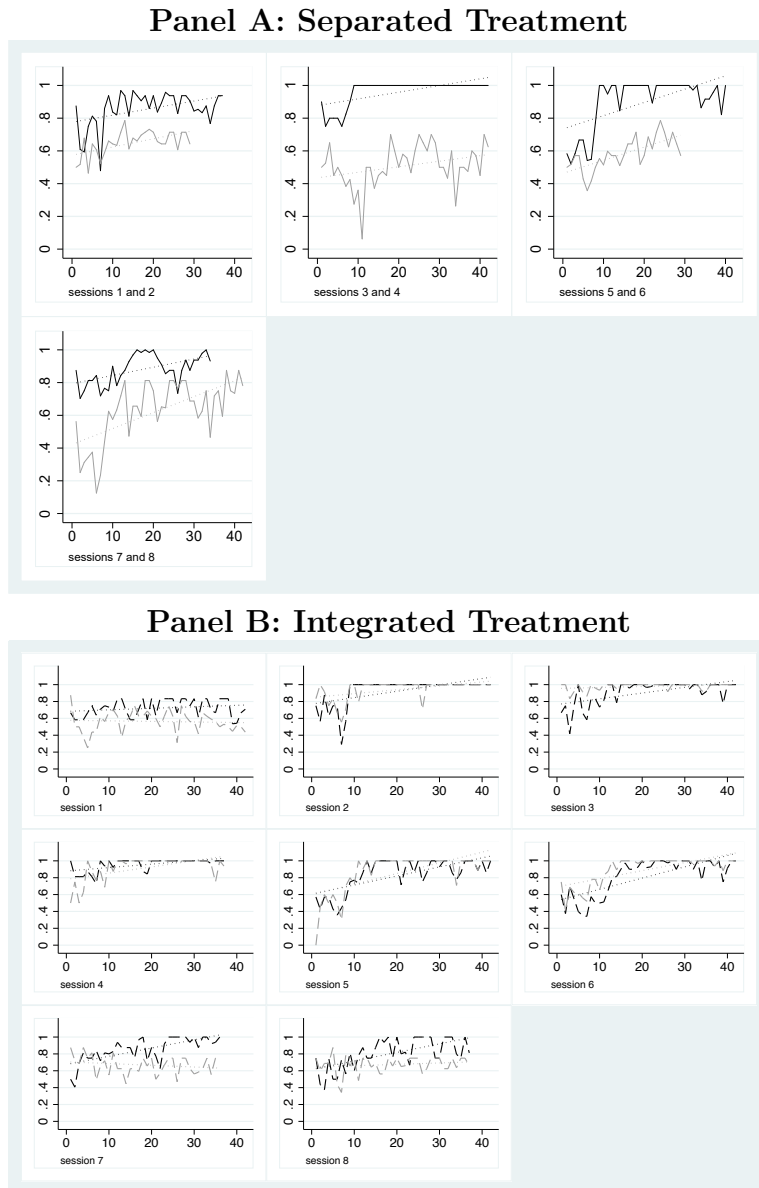 Panel A: Separated Treatment
0 .2 .4 .6 .8 1
0 10 20 30 40
sessions 1 and 2
0 .2 .4 .6 .8 1
0 10 20 30 40
sessions 3 and 4
0 .2 .4 .6 .8 1
0 10 20 30 40
sessions 5 and 6
0 .2 .4 .6 .8 1
0 10 20 30 40
sessions 7 and 8
Panel B: Integrated Treatment
0 .2 .4 .6 .8 1
0 10 20 30 40
session 1
0 .2 .4 .6 .8 1
0 10 20 30 40
session 2
0 .2 .4 .6 .8 1
0 10 20 30 40
session 3
0 .2 .4 .6 .8 1
0 10 20 30 40
session 4
0 .2 .4 .6 .8 1
0 10 20 30 40
session 5
0 .2 .4 .6 .8 1
0 10 20 30 40
session 6
0 .2 .4 .6 .8 1
0 10 20 30 40
session 7
0 .2 .4 .6 .8 1
0 10 20 30 40
session 8